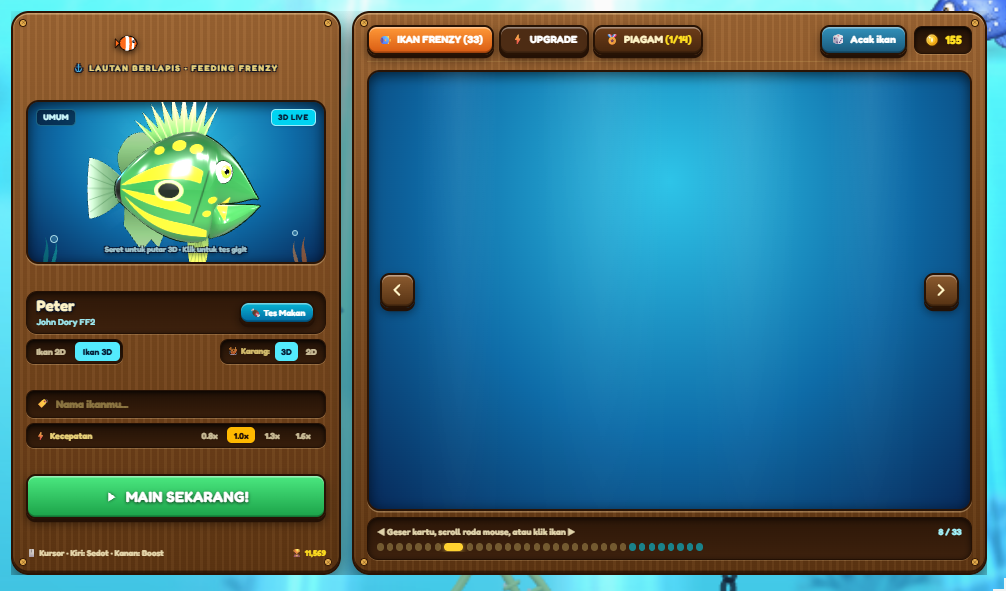 LAUTAN BERLAPIS • FEEDING FRENZY
UMUM
3D LIVE
Seret untuk putar 3D • Klik untuk tes gigit
Peter
John Dory FF2
Tes Makan
Ikan 2D
Ikan 3D
Karang:
3D
2D
Nama ikanmu...
Kecepatan
0.8x
1.0x
1.3x
1.6x
MAIN SEKARANG!
Kursor • Kiri: Sedot • Kanan: Boost
11,569
IKAN FRENZY (33)
UPGRADE
PIAGAM (1/14)
Acak ikan
155
◀ Geser kartu, scroll roda mouse, atau klik ikan ▶
8 / 33